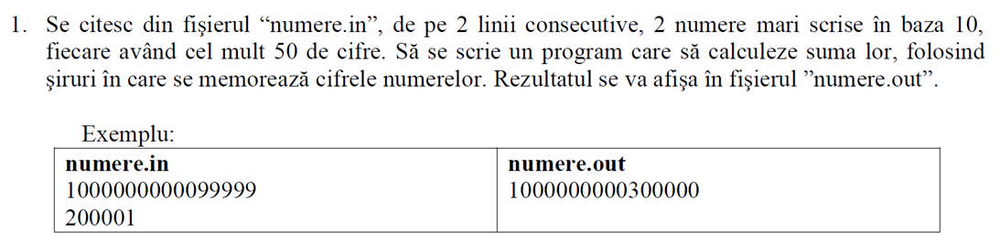 1. Se citesc din fişierul “numere.in”, de pe 2 linii consecutive, 2 numere mari scrise în baza 10,
fiecare având cel mult 50 de cifre. Să se scrie un program care să calculeze suma lor, folosind
şiruri în care se memorează cifrele numerelor. Rezultatul se va afişa în fişierul ”numere.out”.
Exemplu:
numere.in numere.out
1000000000099999 1000000000300000
200001